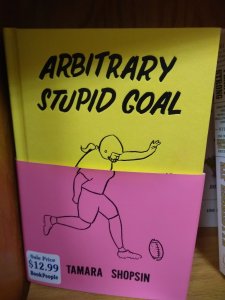 ARBITRARY
STUPID GOAL
Sale Price
$12.99
BookPeople
TAMARA SHOPSIN